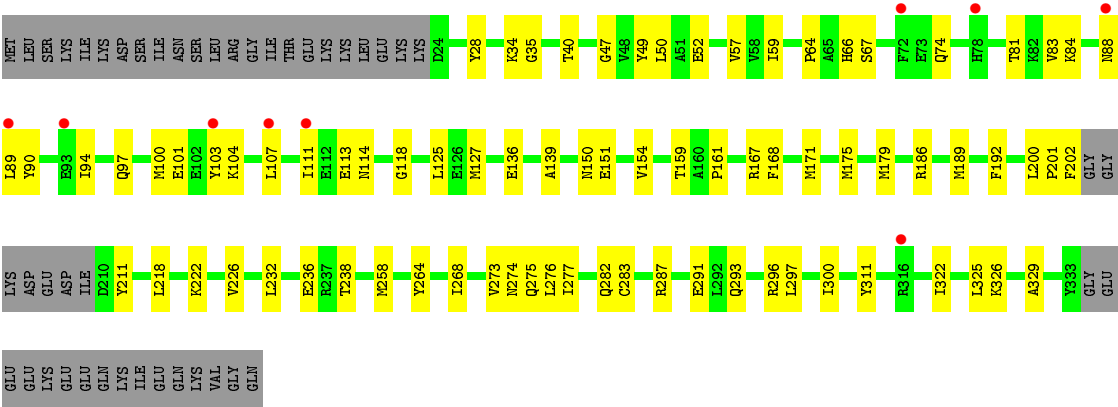 MET LEU SER LYS ILE LYS ASP SER ILE ASN SER LEU ARG GLY ILE THR GLU LYS LYS LEU GLU LYS LYS D24 Y28 K34 G35 T40 G47 V48 Y49 L50 A51 E52 V57 V58 I59 P64 A65 H66 S67 F72 E73 Q74 H78 T81 K82 V83 K84 N88
L89 Y90 E93 I94 Q97 M100 E101 E102 Y103 K104 L107 I111 E112 E113 N114 G118 L125 E126 M127 E136 A139 N150 E151 V154 T159 A160 P161 R167 F168 M171 M175 M179 R186 M189 F192 L200 P201 F202 GLY GLY
LYS ASP GLU ASP ILE D210 Y211 L218 K222 V226 L232 E236 R237 T238 M258 Y264 I268 V273 N274 Q275 L276 I277 Q282 C283 R287 E291 L292 Q293 R296 L297 I300 Y311 R316 I322 L325 K326 A329 Y333 GLY GLU
GLU GLU LYS GLU GLU GLN LYS ILE GLU GLN LYS VAL GLY GLN